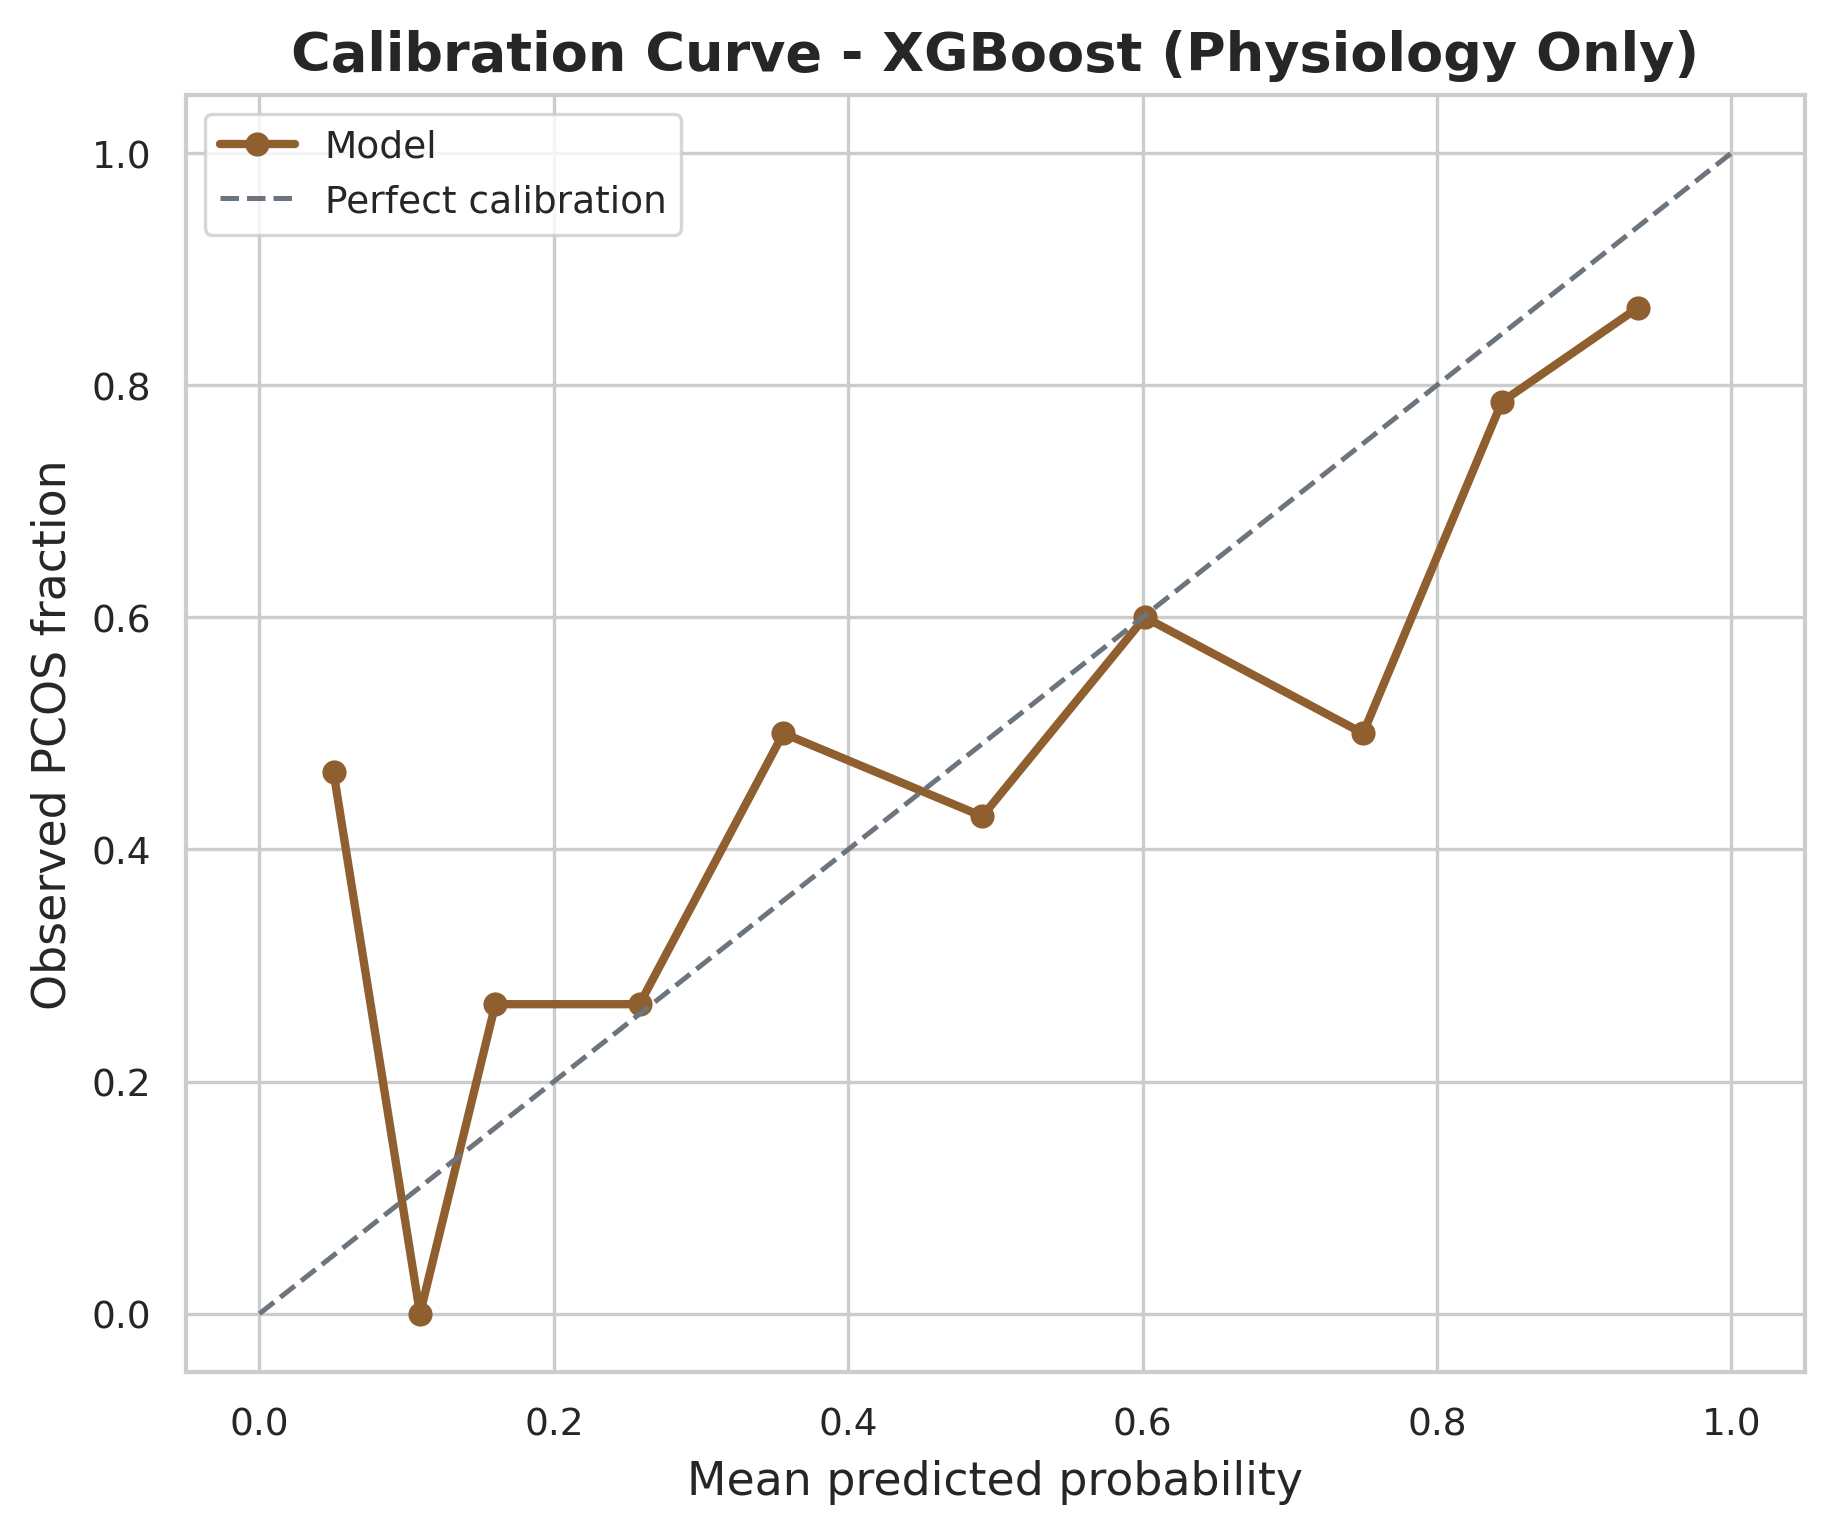 Calibration Curve - XGBoost (Physiology Only)
Model
Perfect calibration
1.0
0.8
0.6
0.4
0.2
0.0
Observed PCOS fraction
0.0 0.2 0.4 0.6 0.8 1.0
Mean predicted probability